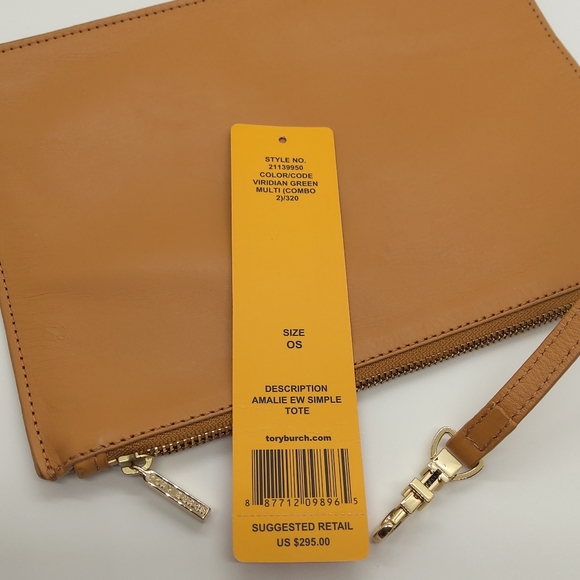 STYLE NO.
21139950
COLOR/CODE
VIRIDIAN GREEN
MULTI (COMBO
2)/320
SIZE
OS
DESCRIPTION
AMALIE EW SIMPLE
TOTE
toryburch.com
8 87712 09896 5
SUGGESTED RETAIL
US $295.00